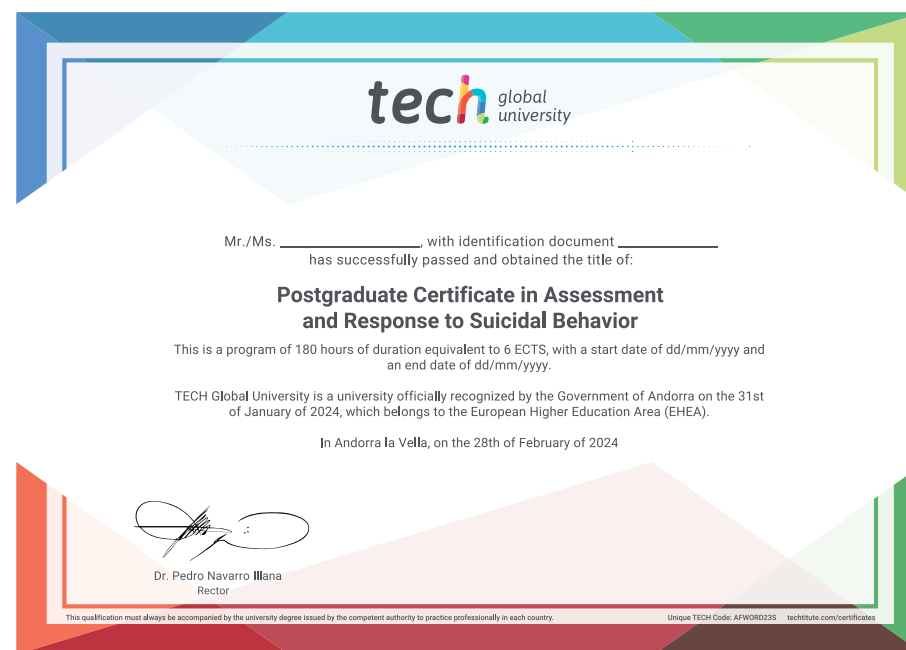 tech global
university
Mr./Ms. ____________, with identification document ____________
has successfully passed and obtained the title of:
Postgraduate Certificate in Assessment
and Response to Suicidal Behavior
This is a program of 180 hours of duration equivalent to 6 ECTS, with a start date of dd/mm/yyyy and
an end date of dd/mm/yyyy.
TECH Global University is a university officially recognized by the Government of Andorra on the 31st
of January of 2024, which belongs to the European Higher Education Area (EHEA).
In Andorra la Vella, on the 28th of February of 2024
Dr. Pedro Navarro Illana
Rector
This qualification must always be accompanied by the university degree issued by the competent authority to practice professionally in each country.
Unique TECH Code: AFWORD23S techtitute.com/certificates